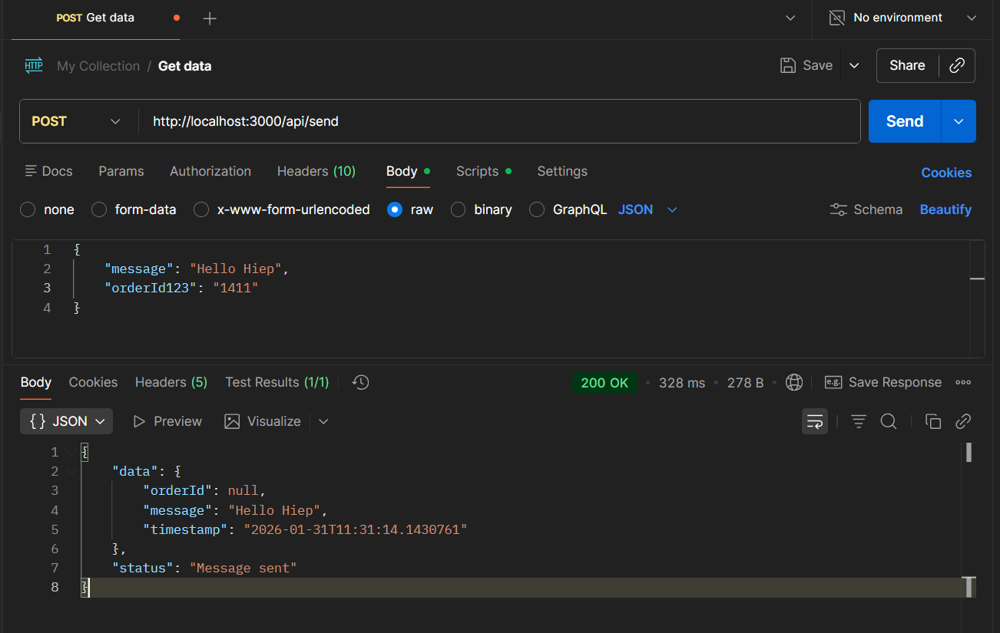 POST Get data
No environment
HTTP My Collection / Get data
Save
Share
POST http://localhost:3000/api/send
Send
Docs Params Authorization Headers (10) Body Scripts Settings Cookies
none form-data x-www-form-urlencoded raw binary GraphQL JSON Schema Beautify
1 {
2 "message": "Hello Hiep",
3 "orderId123": "1411"
4 }
Body Cookies Headers (5) Test Results (1/1) 200 OK • 328 ms • 278 B • e.g. Save Response
{} JSON Preview Visualize
1 {
2 "data": {
3 "orderId": null,
4 "message": "Hello Hiep",
5 "timestamp": "2026-01-31T11:31:14.1430761"
6 },
7 "status": "Message sent"
8 }